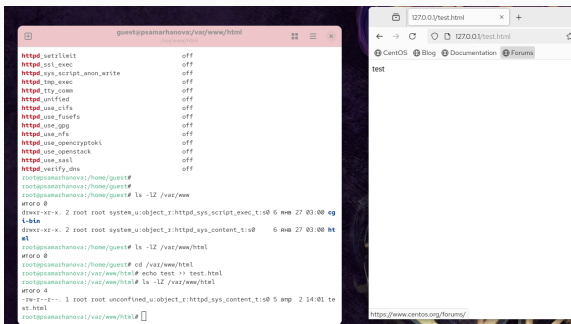 guest@psamarhanova:/var/www/html
/var/www/html
httpd_setrlimit off
httpd_ssi_exec off
httpd_sys_script_anon_write off
httpd_tmp_exec off
httpd_tty_comm off
httpd_unified off
httpd_use_cifs off
httpd_use_fusefs off
httpd_use_gpg off
httpd_use_nfs off
httpd_use_opencryptoki off
httpd_use_openstack off
httpd_use_sasl off
httpd_verify_dns off
root@psamarhanova:/home/guest#
root@psamarhanova:/home/guest#
root@psamarhanova:/home/guest# ls -lZ /var/www
итого 0
drwxr-xr-x. 2 root root system_u:object_r:httpd_sys_script_exec_t:s0 6 янв 27 03:00 cg
i-bin
drwxr-xr-x. 2 root root system_u:object_r:httpd_sys_content_t:s0 6 янв 27 03:00 ht
ml
root@psamarhanova:/home/guest# ls -lZ /var/www/html
итого 0
root@psamarhanova:/home/guest# cd /var/www/html
root@psamarhanova:/var/www/html# echo test >> test.html
root@psamarhanova:/var/www/html# ls -lZ /var/www/html
итого 4
-rw-r--r--. 1 root root unconfined_u:object_r:httpd_sys_content_t:s0 5 апр 2 14:01 te
st.html
root@psamarhanova:/var/www/html#
127.0.0.1/test.html
127.0.0.1/test.html
CentOS Blog Documentation Forums
test
https://www.centos.org/forums/